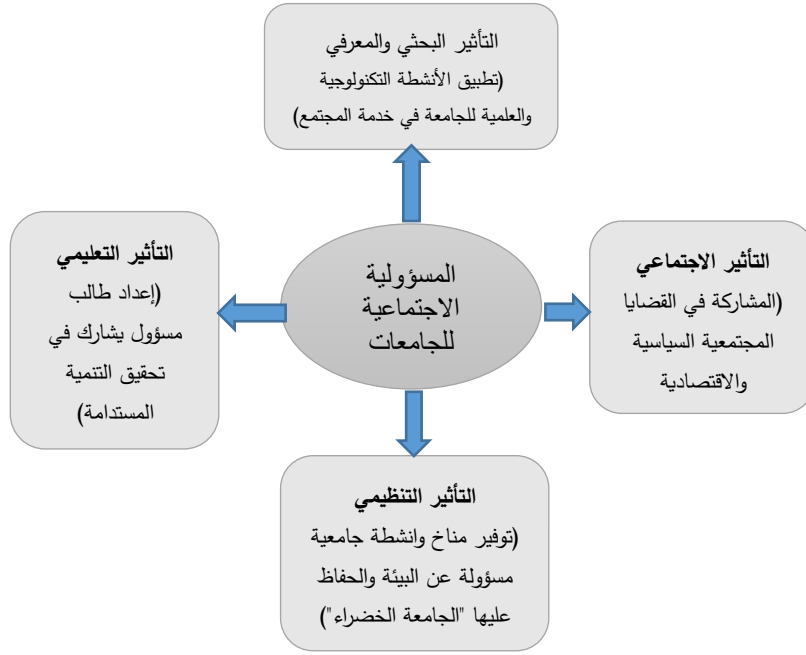 التأثير البحثي والمعرفي
(تطبيق الأنشطة التكنولوجية
والعلمية للجامعة في خدمة المجتمع)
المسؤولية
الاجتماعية
للجامعات
التأثير الاجتماعي
(المشاركة في القضايا
المجتمعية السياسية
والاقتصادية
التأثير التعليمي
(إعداد طالب
مسؤول يشارك في
تحقيق التنمية
المستدامة)
التأثير التنظيمي
(توفير مناخ وانشطة جامعية
مسؤولة عن البيئة والحفاظ
عليها "الجامعة الخضراء")